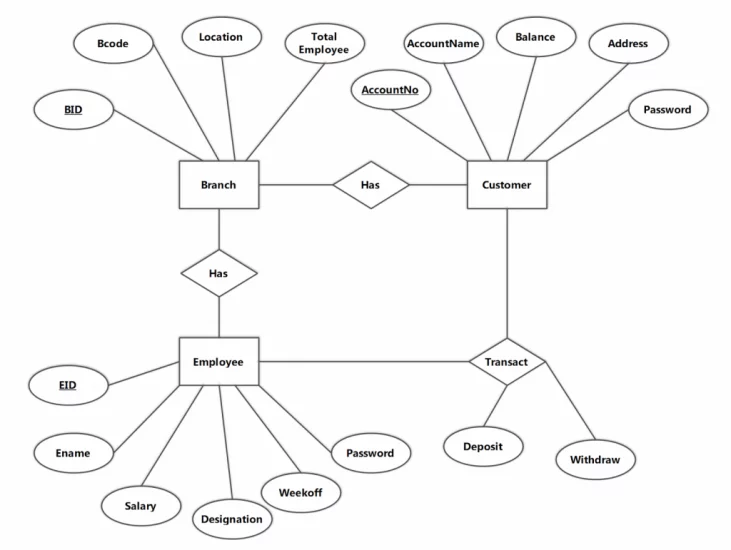 Bcode
Location
Total
Employee
AccountName
Balance
Address
BID
AccountNo
Password
Branch
Has
Customer
Has
Employee
Transact
EID
Ename
Password
Deposit
Withdraw
Salary
Designation
Weekoff